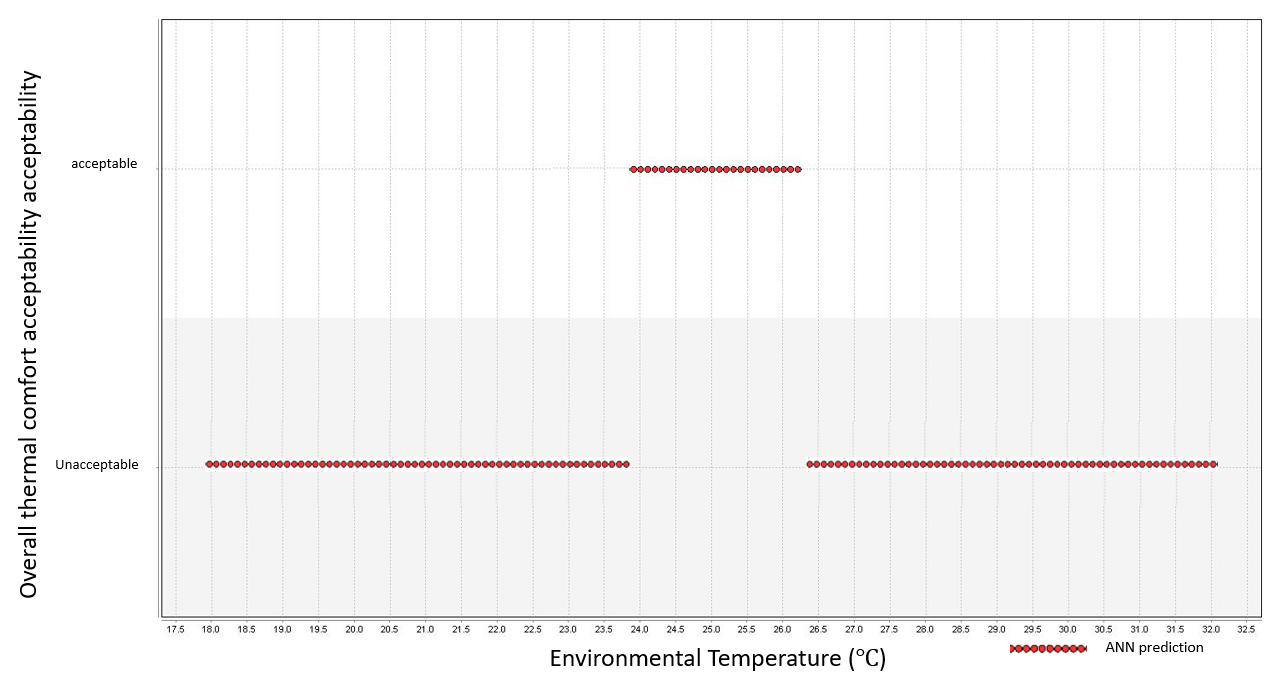 Overall thermal comfort acceptability acceptability
acceptable
Unacceptable
17.5 18.0 18.5 19.0 19.5 20.0 20.5 21.0 21.5 22.0 22.5 23.0 23.5 24.0 24.5 25.0 25.5 26.0 26.5 27.0 27.5 28.0 28.5 29.0 29.5 30.0 30.5 31.0 31.5 32.0 32.5
Environmental Temperature (°C)
ANN prediction